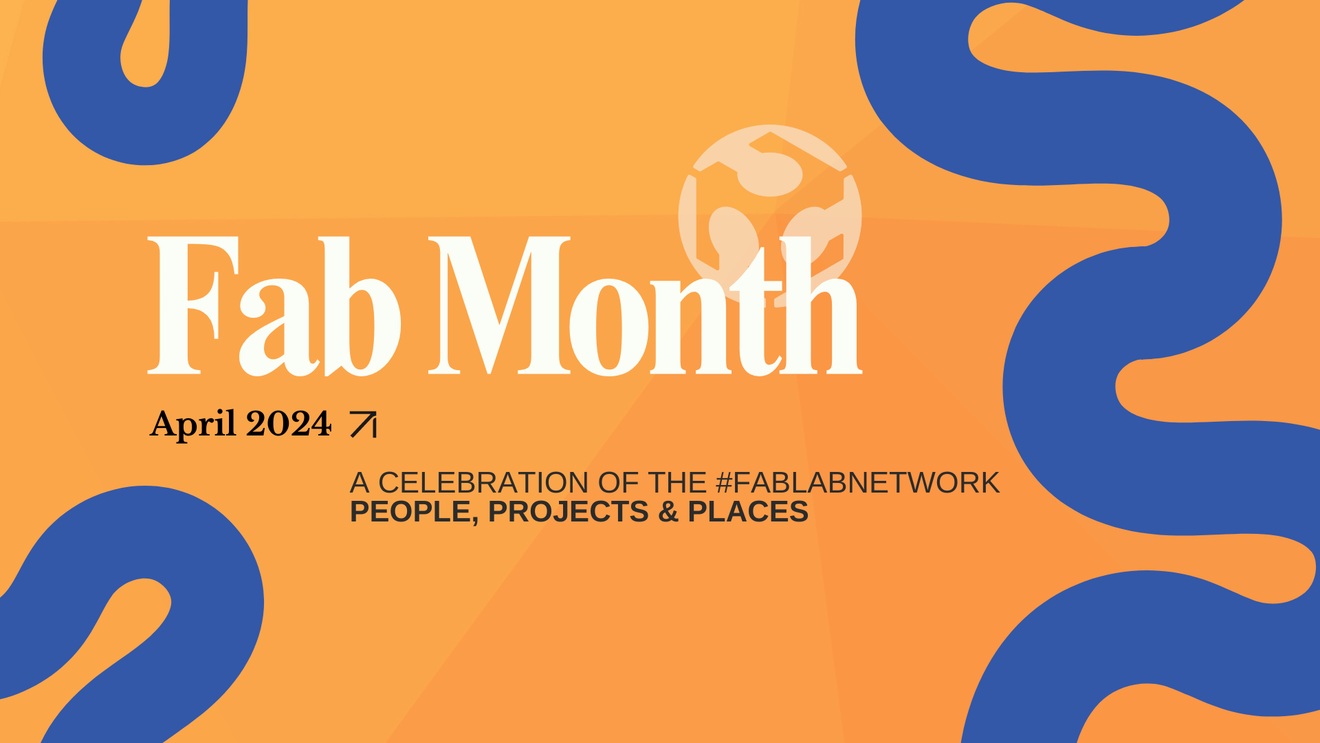 Fab Month
April 2024
A CELEBRATION OF THE #FABLABNETWORK
PEOPLE, PROJECTS & PLACES